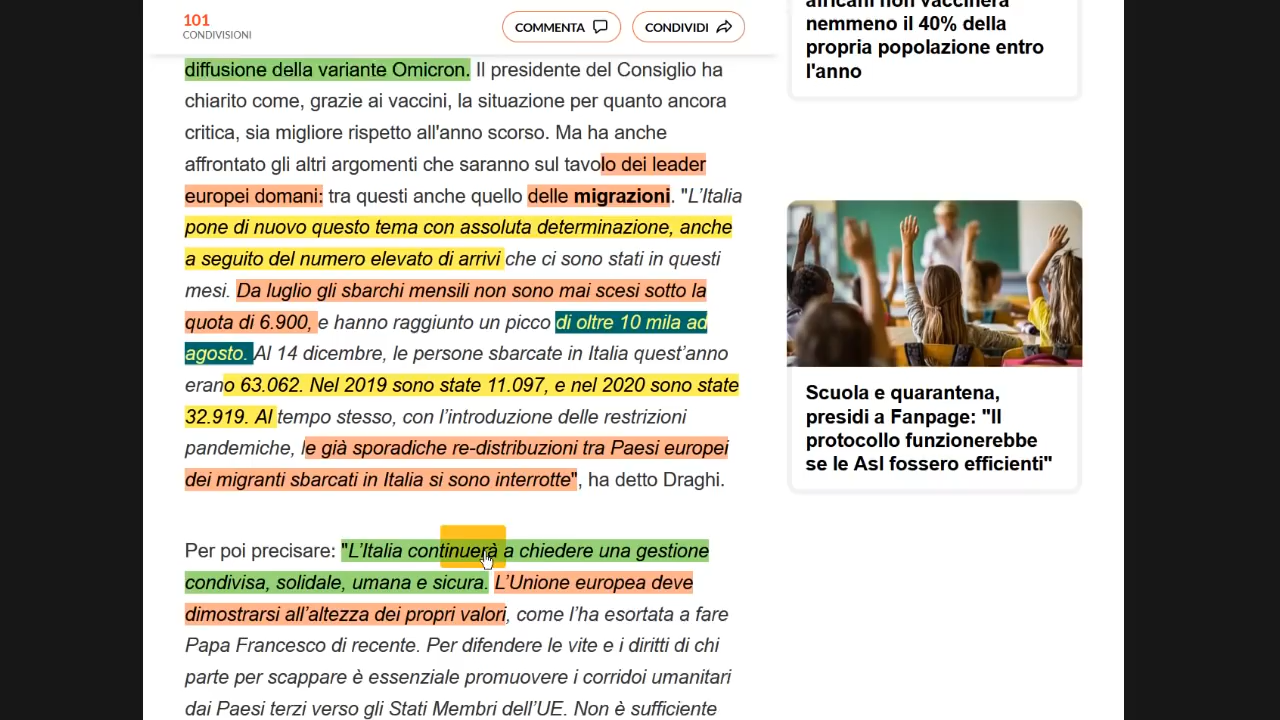 101
CONDIVISIONI
COMMENTA
CONDIVIDI
diffusione della variante Omicron. Il presidente del Consiglio ha
chiarito come, grazie ai vaccini, la situazione per quanto ancora
critica, sia migliore rispetto all'anno scorso. Ma ha anche
affrontato gli altri argomenti che saranno sul tavolo dei leader
europei domani: tra questi anche quello delle migrazioni. "L’Italia
pone di nuovo questo tema con assoluta determinazione, anche
a seguito del numero elevato di arrivi che ci sono stati in questi
mesi. Da luglio gli sbarchi mensili non sono mai scesi sotto la
quota di 6.900, e hanno raggiunto un picco di oltre 10 mila ad
agosto. Al 14 dicembre, le persone sbarcate in Italia quest’anno
erano 63.062. Nel 2019 sono state 11.097, e nel 2020 sono state
32.919. Al tempo stesso, con l’introduzione delle restrizioni
pandemiche, le già sporadiche re-distribuzioni tra Paesi europei
dei migranti sbarcati in Italia si sono interrotte", ha detto Draghi.
Per poi precisare: "L’Italia continuerà a chiedere una gestione
condivisa, solidale, umana e sicura. L’Unione europea deve
dimostrarsi all’altezza dei propri valori, come l’ha esortata a fare
Papa Francesco di recente. Per difendere le vite e i diritti di chi
parte per scappare è essenziale promuovere i corridoi umanitari
dai Paesi terzi verso gli Stati Membri dell’UE. Non è sufficiente
africani non vaccinerà
nemmeno il 40% della
propria popolazione entro
l'anno
Scuola e quarantena,
presidi a Fanpage: "Il
protocollo funzionerebbe
se le Asl fossero efficienti"